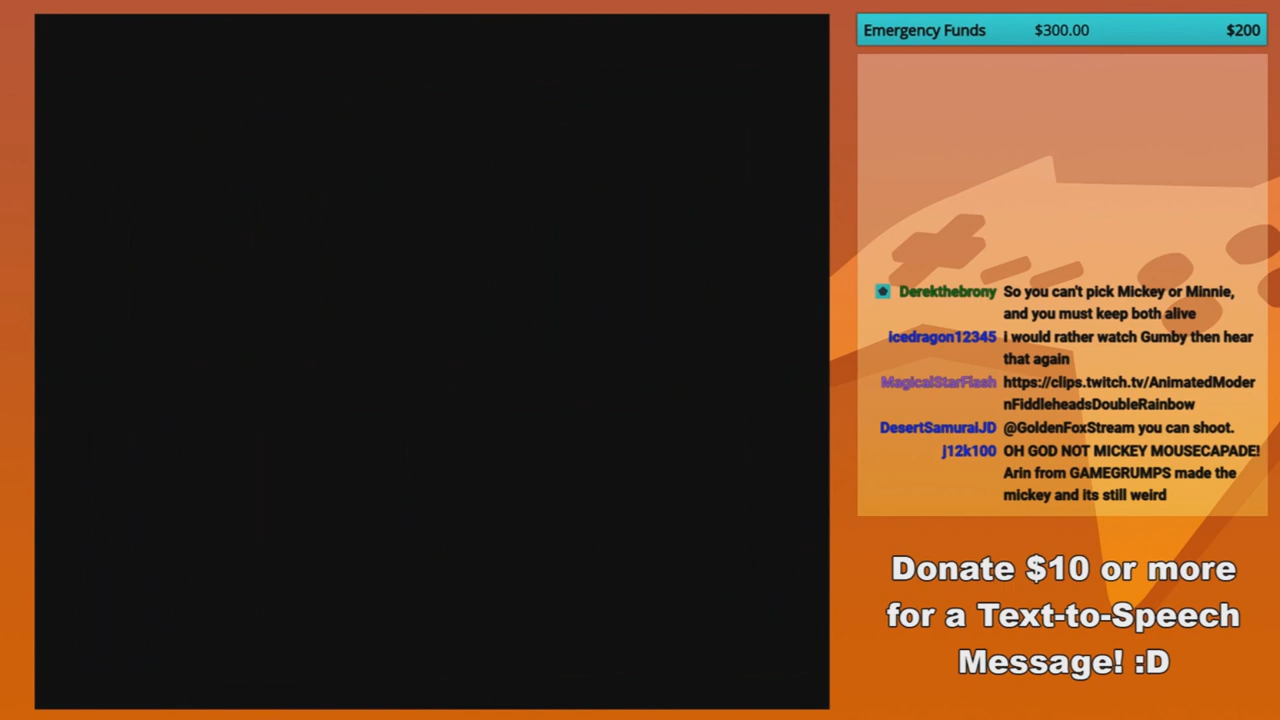 Emergency Funds $300.00 $200
Derekthebrony So you can't pick Mickey or Minnie,
and you must keep both alive
icedragon12345 i would rather watch Gumby then hear
that again
MagicalStarFlash https://clips.twitch.tv/AnimatedModer
nFiddleheadsDoubleRainbow
DesertSamuraiJD @GoldenFoxStream you can shoot.
j12k100 OH GOD NOT MICKEY MOUSECAPADE!
Arin from GAMEGRUMPS made the
mickey and its still weird
Donate $10 or more
for a Text-to-Speech
Message! :D